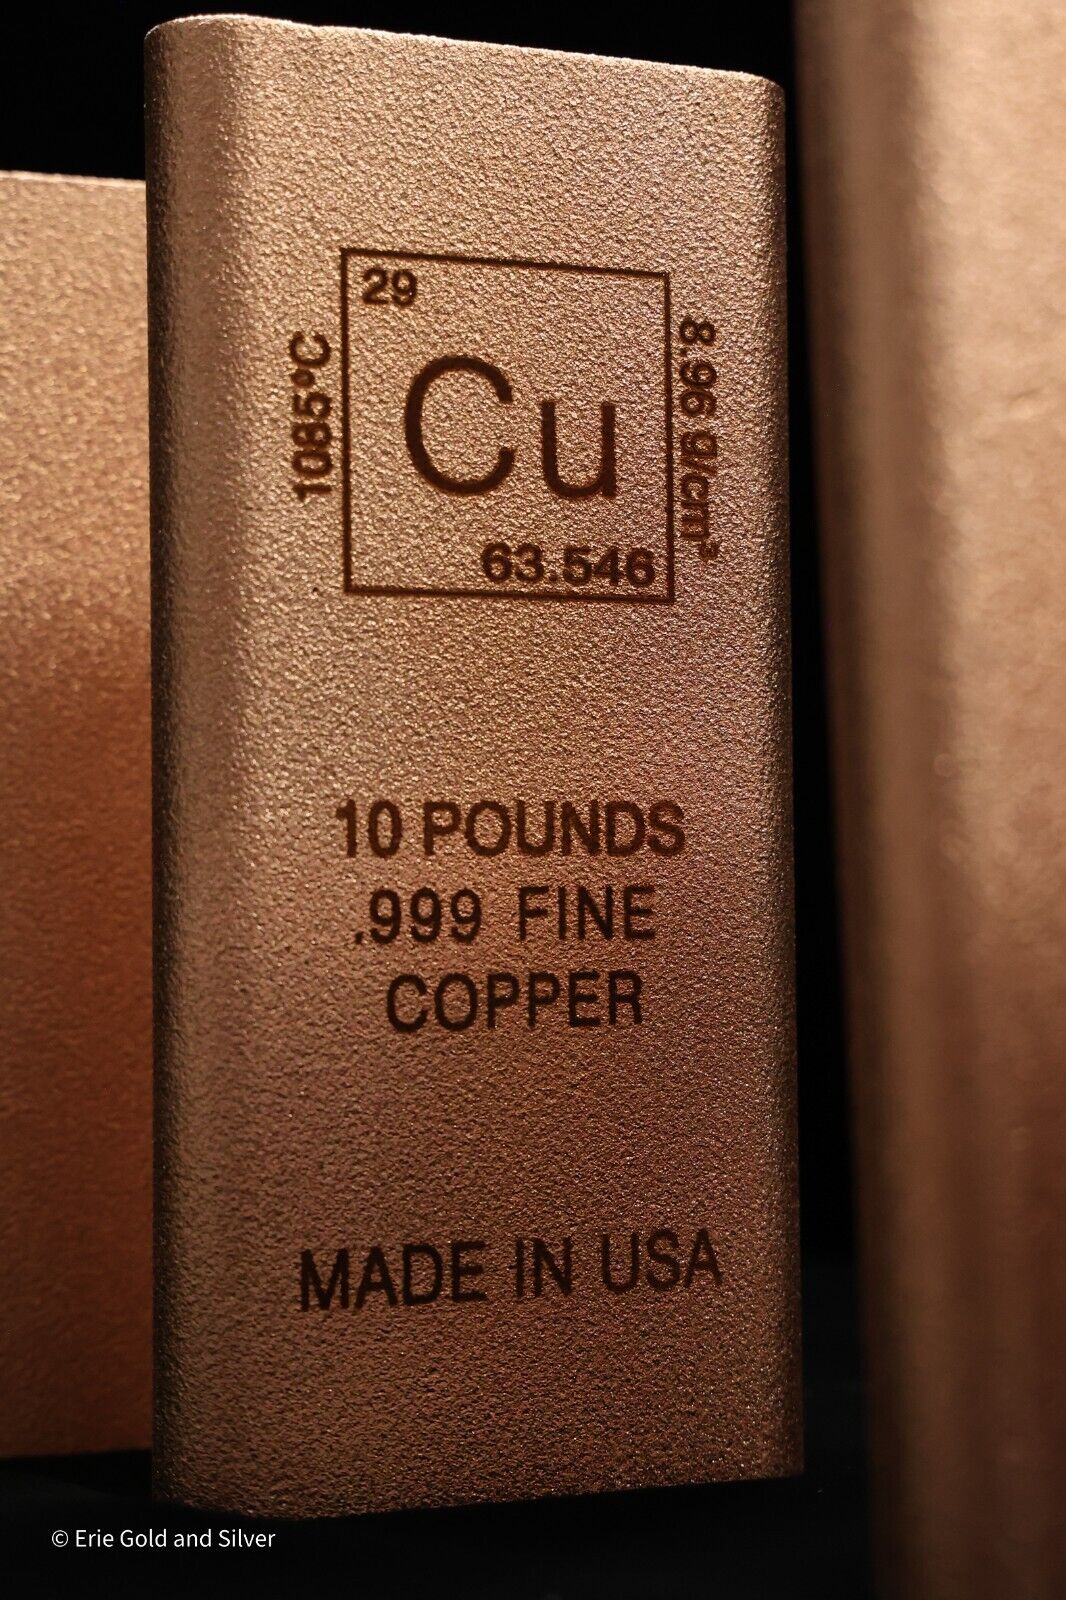 29
1085°C
Cu
8.96 g/cm³
63.546
10 POUNDS
.999 FINE
COPPER
MADE IN USA
© Erie Gold and Silver